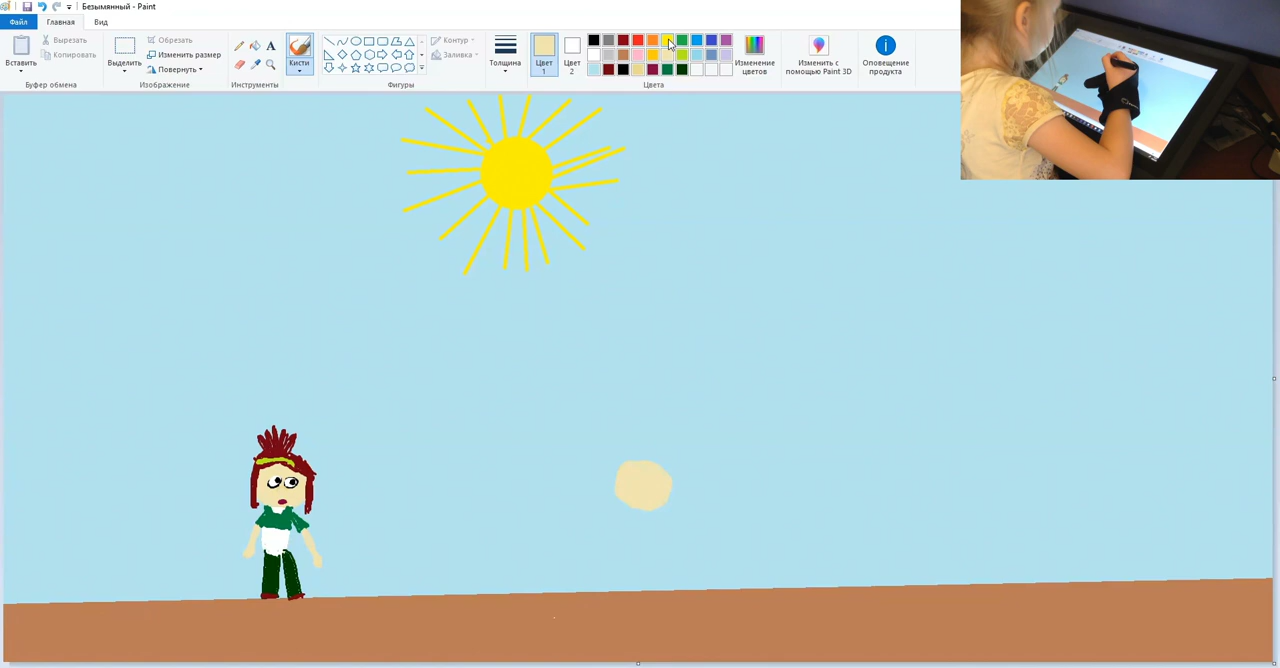 Безымянный - Paint
Файл Главная Вид
Вставить
Вырезать
Копировать
Буфер обмена
Выделить
Обрезать
Изменить размер
Повернуть
Изображение
A
Инструменты
Кисти
Контур
Заливка
Фигуры
Толщина
Цвет 1
Цвет 2
Изменение цветов
Цвета
Изменить с помощью Paint 3D
Оповещение продукта